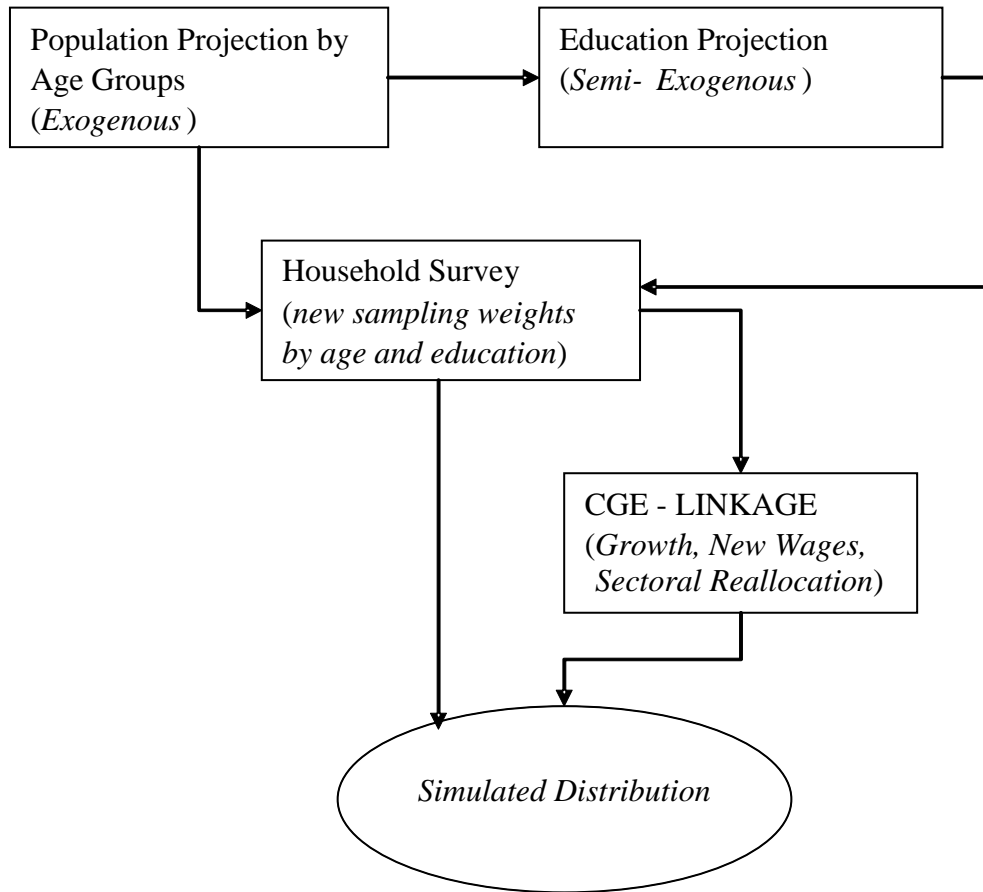 Population Projection by
Age Groups
(Exogenous)
Education Projection
(Semi- Exogenous)
Household Survey
(new sampling weights
by age and education)
CGE - LINKAGE
(Growth, New Wages,
Sectoral Reallocation)
Simulated Distribution